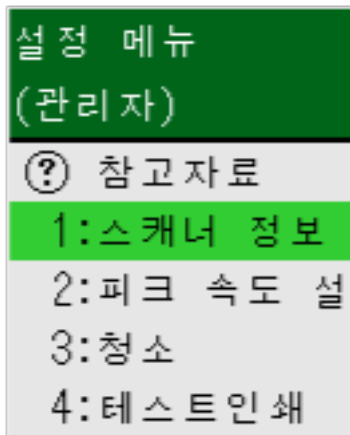 설정 메뉴
(관리자)
? 참고자료
1:스캐너 정보
2:피크 속도 설
3:청소
4:테스트인쇄